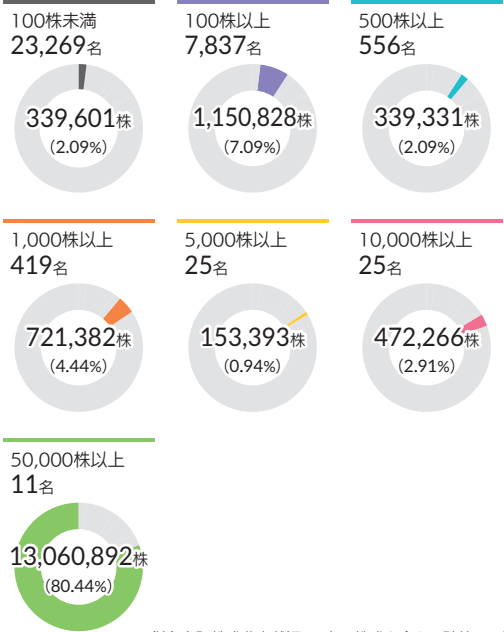 100株未満
23,269名
339,601株
(2.09%)
100株以上
7,837名
1,150,828株
(7.09%)
500株以上
556名
339,331株
(2.09%)
1,000株以上
419名
721,382株
(4.44%)
5,000株以上
25名
153,393株
(0.94%)
10,000株以上
25名
472,266株
(2.91%)
50,000株以上
11名
13,060,892株
(80.44%)